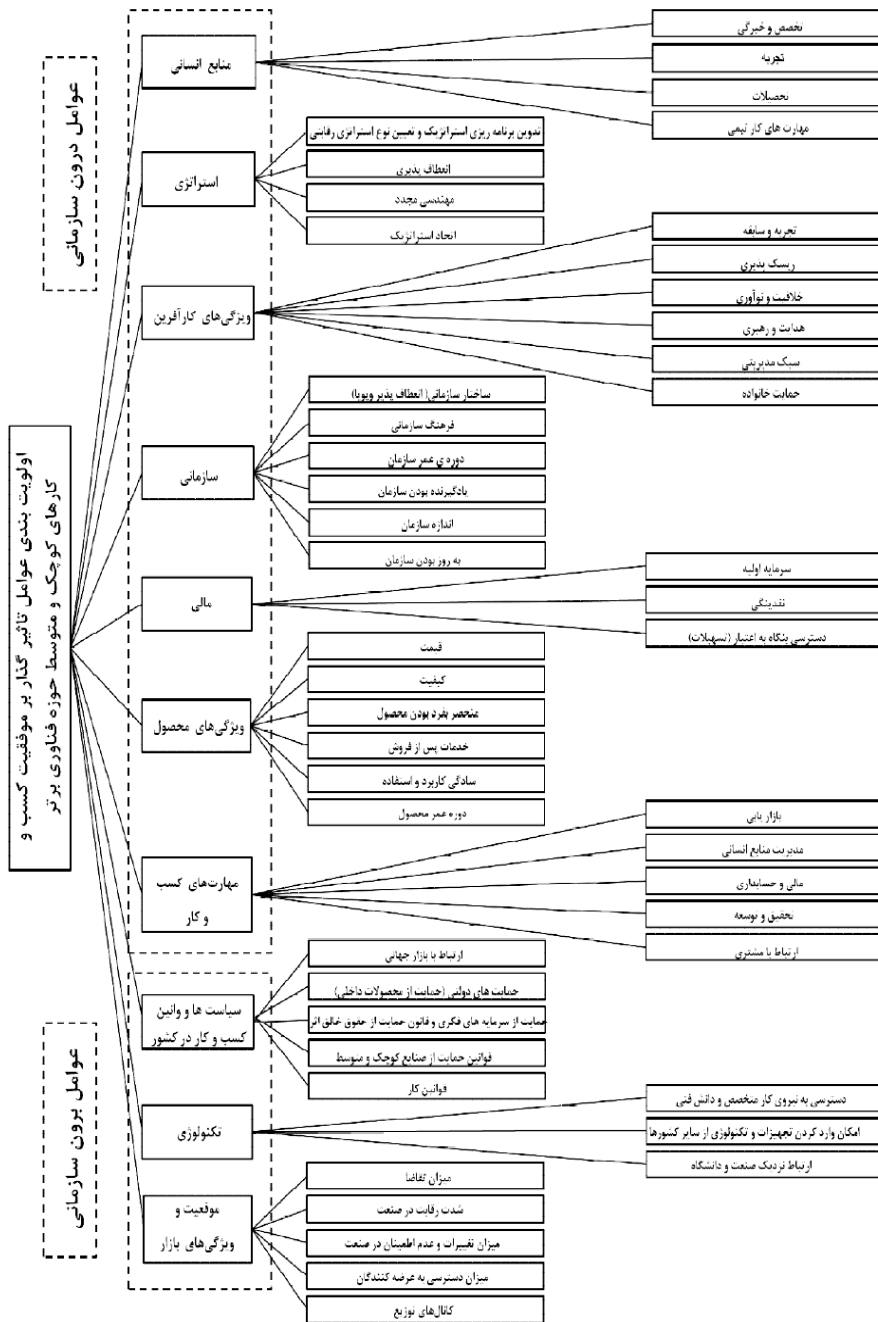 اولویت بندی عوامل تاثیر گذار بر موفقیت کسب و
کارهای کوچک و متوسط حوزه فناوری برتر
عوامل درون سازمانی
منابع انسانی
تخصص و خبرگی
تجربه
تحصیلات
مهارت های کار تیمی
استراتژی
تدوین برنامه ریزی استراتژیک و تعیین نوع استراتژی رقابتی
انعطاف پذیری
مهندسی مجدد
اتحاد استراتژیک
ویژگی‌های کارآفرین
تجربه و سابقه
ریسک پذیری
خلاقیت و نوآوری
هدایت و رهبری
سبک مدیریتی
حمایت خانواده
سازمانی
ساختار سازمانی( انعطاف پذیر وپویا)
فرهنگ سازمانی
دوره ی عمر سازمان
یادگیرنده بودن سازمان
اندازه سازمان
به روز بودن سازمان
مالی
سرمایه اولیه
نقدینگی
دسترسی بنگاه به اعتبار (تسهیلات)
ویژگی‌های محصول
قیمت
کیفیت
منحصر بفرد بودن محصول
خدمات پس از فروش
سادگی کاربرد و استفاده
دوره عمر محصول
مهارت‌های کسب
و کار
بازار یابی
مدیریت منابع انسانی
مالی و حسابداری
تحقیق و توسعه
ارتباط با مشتری
عوامل برون سازمانی
سیاست ها و وانین
کسب و کار در کشور
ارتباط با بازار جهانی
حمایت های دولتی (حمایت از محصولات داخلی)
حمایت از سرمایه های فکری و قانون حمایت از حقوق خالق اثر
قوانین حمایت از صنایع کوچک و متوسط
قوانین کار
تکنولوژی
دسترسی به نیروی کار متخصص و دانش فنی
امکان وارد کردن تجهیزات و تکنولوژی از سایر کشورها
ارتباط نزدیک صنعت و دانشگاه
موقعیت و
ویژگی‌های بازار
میزان تقاضا
شدت رقابت در صنعت
میزان تغییرات و عدم اطمینان در صنعت
میزان دسترسی به عرضه کنندگان
کانال‌های توزیع